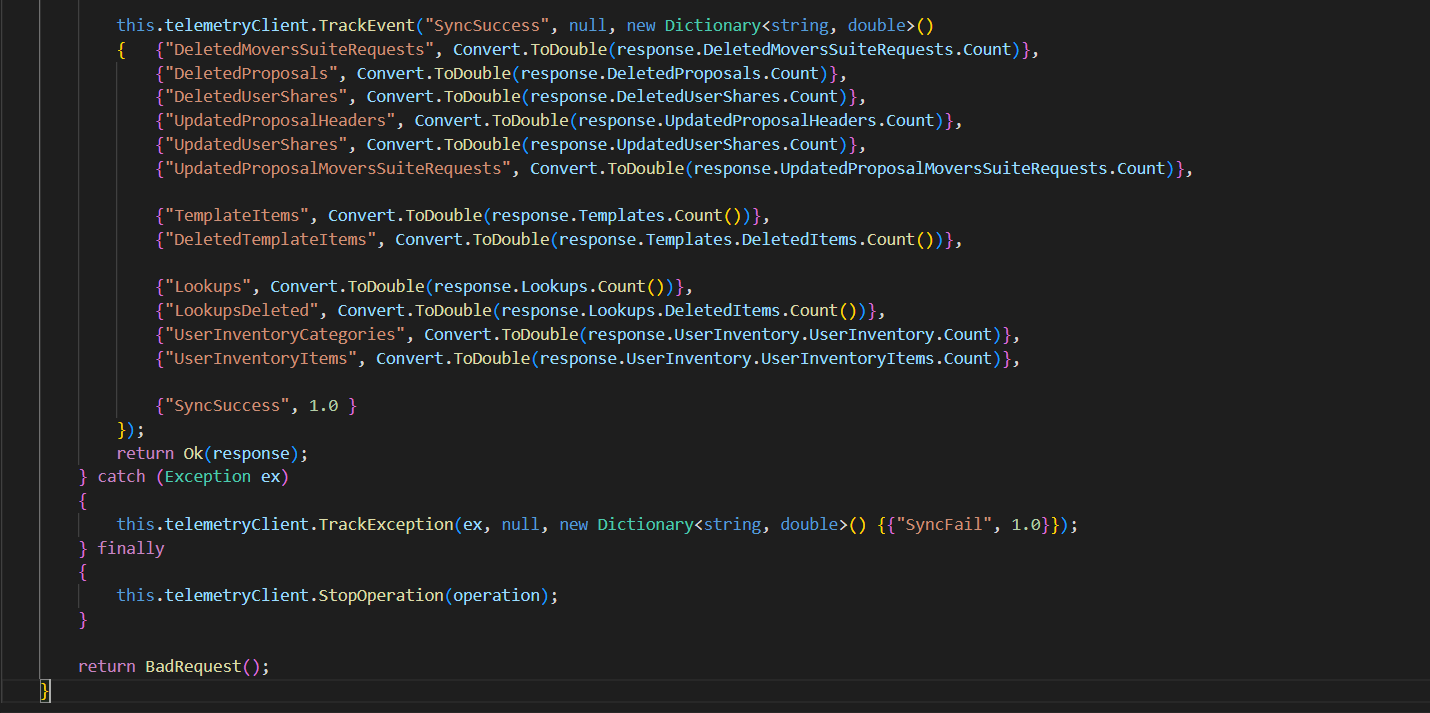 this.telemetryClient.TrackEvent("SyncSuccess", null, new Dictionary<string, double>()
{   {"DeletedMoversSuiteRequests", Convert.ToDouble(response.DeletedMoversSuiteRequests.Count)},
{"DeletedProposals", Convert.ToDouble(response.DeletedProposals.Count)},
{"DeletedUserShares", Convert.ToDouble(response.DeletedUserShares.Count)},
{"UpdatedProposalHeaders", Convert.ToDouble(response.UpdatedProposalHeaders.Count)},
{"UpdatedUserShares", Convert.ToDouble(response.UpdatedUserShares.Count)},
{"UpdatedProposalMoversSuiteRequests", Convert.ToDouble(response.UpdatedProposalMoversSuiteRequests.Count)},
{"TemplateItems", Convert.ToDouble(response.Templates.Count())},
{"DeletedTemplateItems", Convert.ToDouble(response.Templates.DeletedItems.Count())},
{"Lookups", Convert.ToDouble(response.Lookups.Count())},
{"LookupsDeleted", Convert.ToDouble(response.Lookups.DeletedItems.Count())},
{"UserInventoryCategories", Convert.ToDouble(response.UserInventory.UserInventory.Count)},
{"UserInventoryItems", Convert.ToDouble(response.UserInventory.UserInventoryItems.Count)},
{"SyncSuccess", 1.0 }
});
return Ok(response);
} catch (Exception ex)
{
this.telemetryClient.TrackException(ex, null, new Dictionary<string, double>() {{"SyncFail", 1.0}});
} finally
{
this.telemetryClient.StopOperation(operation);
}
return BadRequest();
}